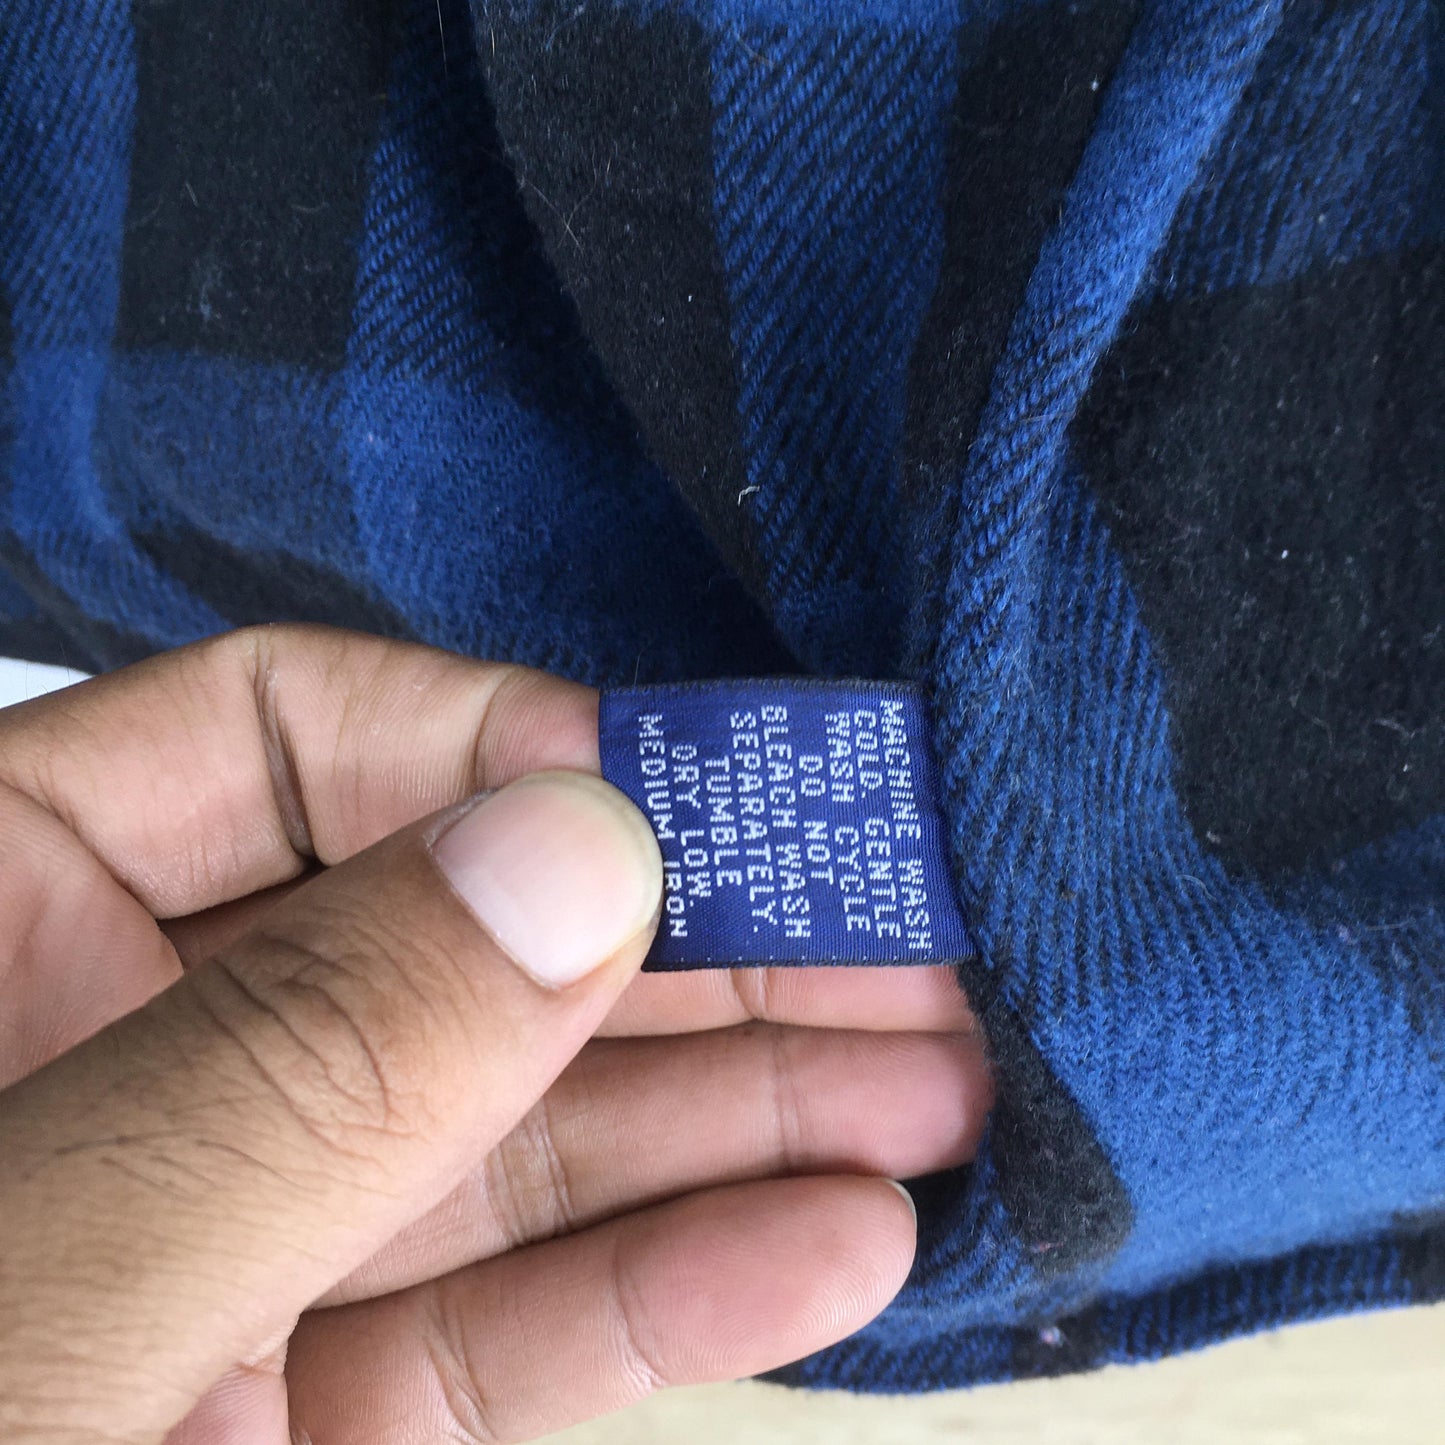 MACHINE WASH
COLD GENTLE
WASH CYCLE
DO NOT
BLEACH WASH
SEPARATELY.
TUMBLE
DRY LOW.
MEDIUM IRON